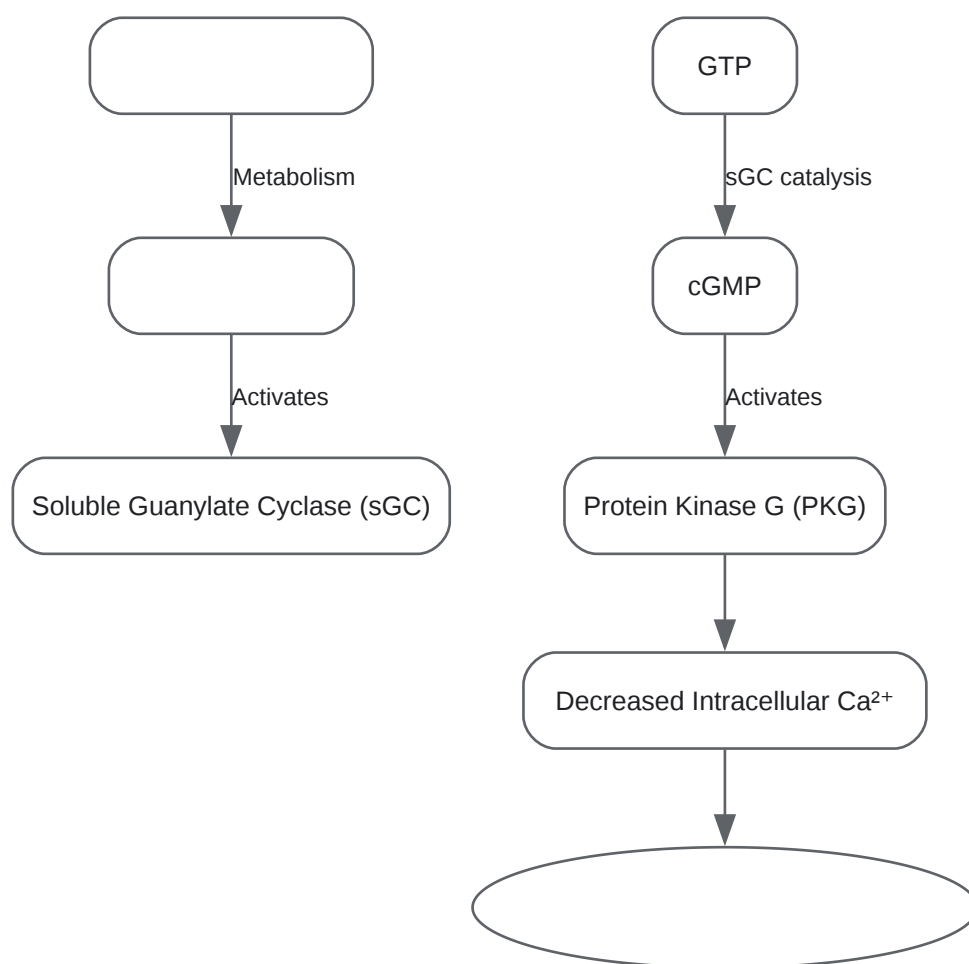 GTP
Metabolism
sGC catalysis
cGMP
Activates
Activates
Soluble Guanylate Cyclase (sGC)
Protein Kinase G (PKG)
Decreased Intracellular Ca²⁺